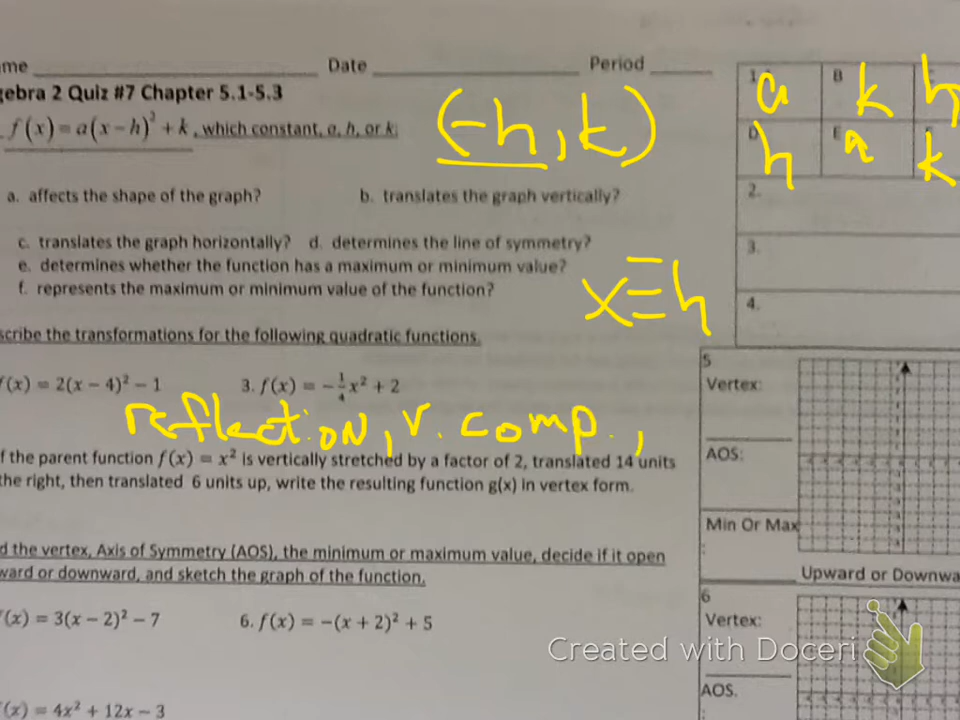 ame ____ Date ____ Period ____
gebra 2 Quiz #7 Chapter 5.1-5.3
f(x) = a(x-h)² + k, which constant, a, h, or k:
(-h, k)
a. affects the shape of the graph? b. translates the graph vertically?
c. translates the graph horizontally? d. determines the line of symmetry?
e. determines whether the function has a maximum or minimum value?
f. represents the maximum or minimum value of the function?
x = h
scribe the transformations for the following quadratic functions.
f(x) = 2(x - 4)² - 1 3. f(x) = -1/4x² + 2
reflection, v. comp.,
f the parent function f(x) = x² is vertically stretched by a factor of 2, translated 14 units
the right, then translated 6 units up, write the resulting function g(x) in vertex form.
d the vertex, Axis of Symmetry (AOS), the minimum or maximum value, decide if it open
ward or downward, and sketch the graph of the function.
f(x) = 3(x - 2)² - 7 6. f(x) = -(x + 2)² + 5
f(x) = 4x² + 12x - 3
1. a B k h
D h E a k
2.
3.
4.
5
Vertex:
AOS:
Min Or Max
:
Upward or Downwa
6
Vertex:
AOS.
Created with Doceri